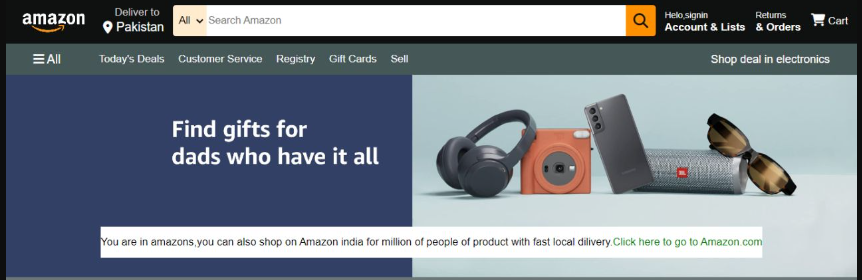 amazon
Deliver to
Pakistan
All
Search Amazon
Helo,signin
Account & Lists
Returns
& Orders
Cart
All
Today's Deals
Customer Service
Registry
Gift Cards
Sell
Shop deal in electronics
Find gifts for
dads who have it all
JBL
You are in amazons,you can also shop on Amazon india for million of people of product with fast local dilivery.Click here to go to Amazon.com